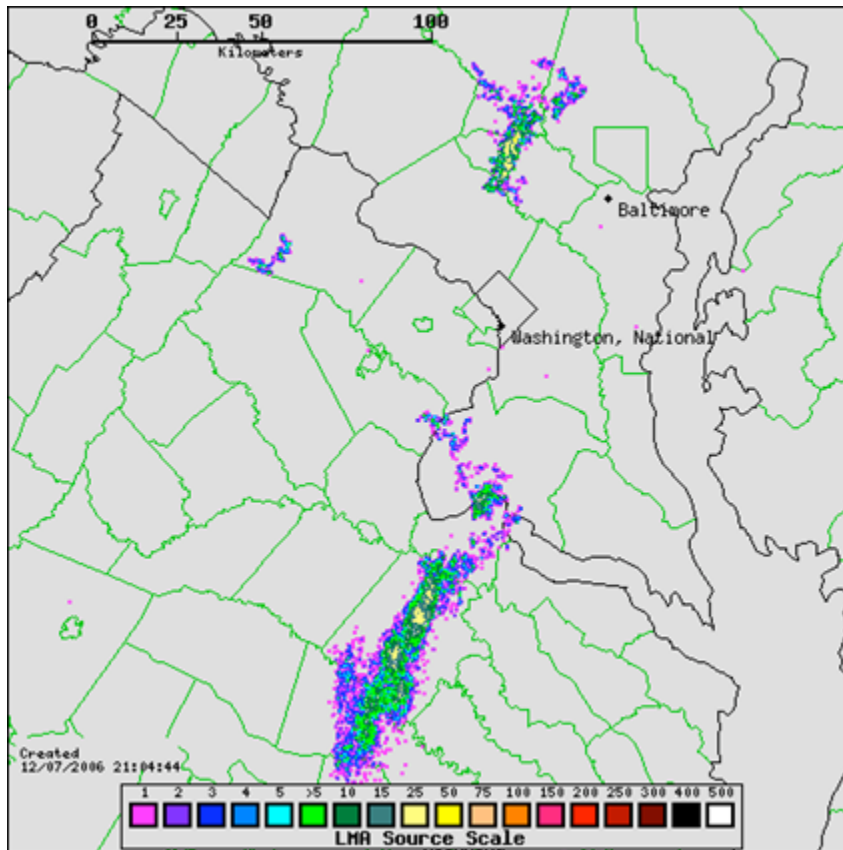 0 25 50 100
Kilometers
Baltimore
Washington, National
Created
12/07/2006 21:04:44
1 2 3 4 5 >5 10 15 25 50 75 100 150 200 250 300 400 500
LMA Source Scale